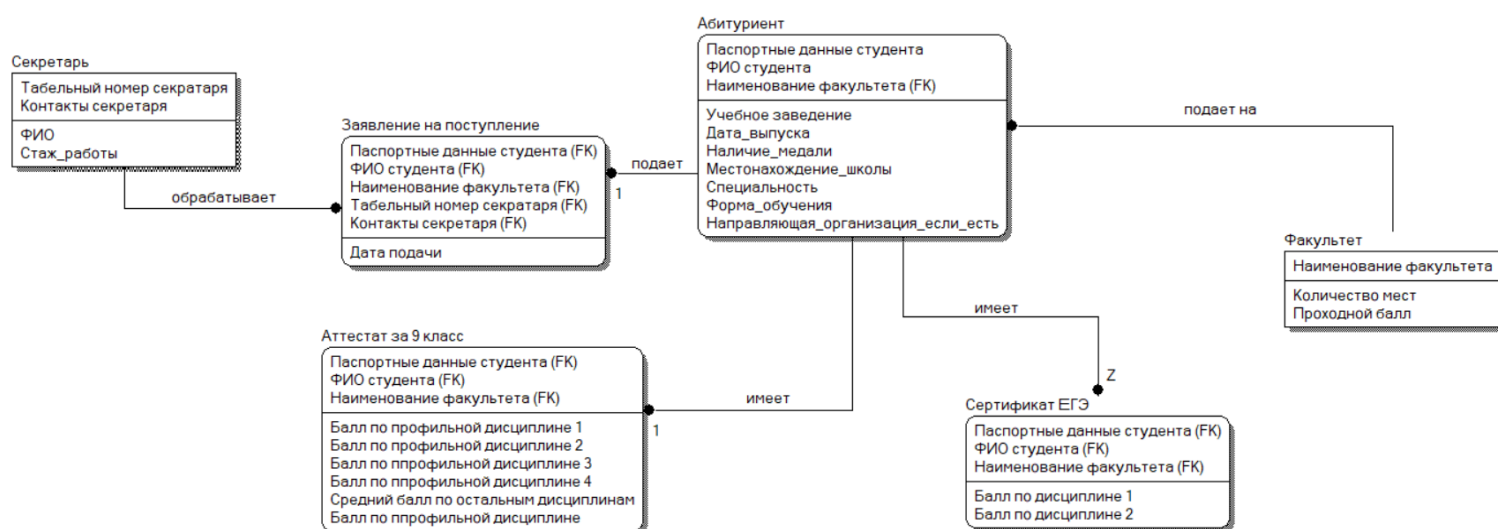 Секретарь
Табельный номер секратаря
Контакты секретаря
ФИО
Стаж_работы
обрабатывает
Заявление на поступление
Паспортные данные студента (FK)
ФИО студента (FK)
Наименование факультета (FK)
Табельный номер секратаря (FK)
Контакты секретаря (FK)
Дата подачи
подает
1
Абитуриент
Паспортные данные студента
ФИО студента
Наименование факультета (FK)
Учебное заведение
Дата_выпуска
Наличие_медали
Местонахождение_школы
Специальность
Форма_обучения
Направляющая_организация_если_есть
подает на
Факультет
Наименование факультета
Количество мест
Проходной балл
Аттестат за 9 класс
Паспортные данные студента (FK)
ФИО студента (FK)
Наименование факультета (FK)
Балл по профильной дисциплине 1
Балл по профильной дисциплине 2
Балл по ппрофильной дисциплине 3
Балл по ппрофильной дисциплине 4
Средний балл по остальным дисциплинам
Балл по ппрофильной дисциплине
имеет
1
имеет
Z
Сертификат ЕГЭ
Паспортные данные студента (FK)
ФИО студента (FK)
Наименование факультета (FK)
Балл по дисциплине 1
Балл по дисциплине 2